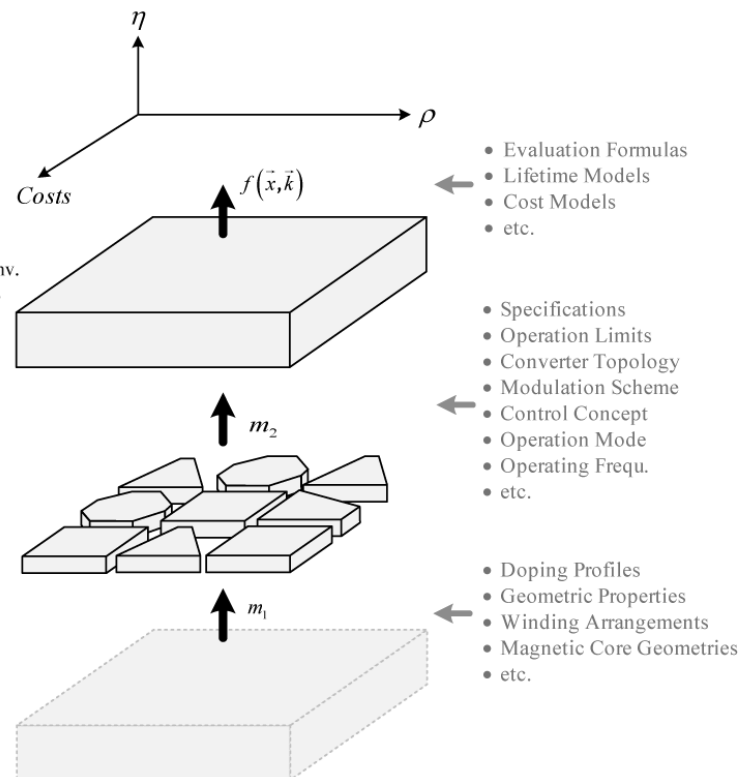 η
ρ
Costs
f(x⃗,k⃗)
• Evaluation Formulas
• Lifetime Models
• Cost Models
• etc.
nv.
m₂
• Specifications
• Operation Limits
• Converter Topology
• Modulation Scheme
• Control Concept
• Operation Mode
• Operating Frequ.
• etc.
m₁
• Doping Profiles
• Geometric Properties
• Winding Arrangements
• Magnetic Core Geometries
• etc.